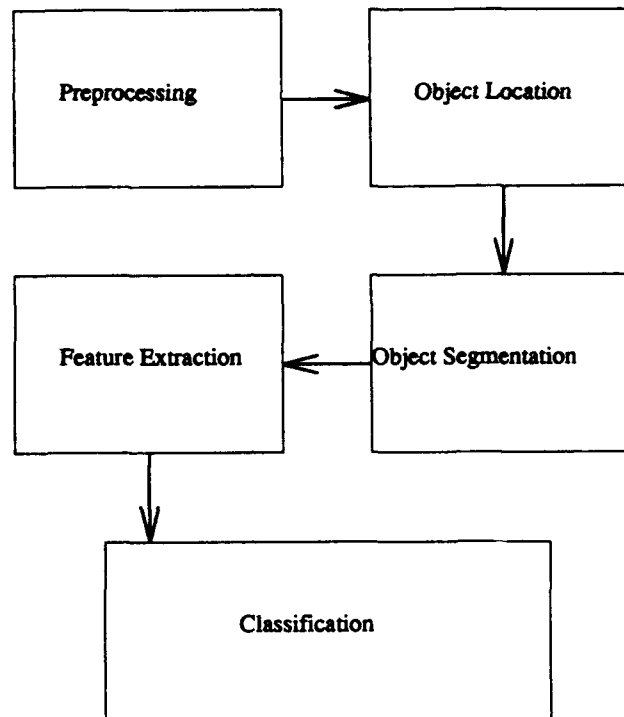 Preprocessing
Object Location
Feature Extraction
Object Segmentation
Classification